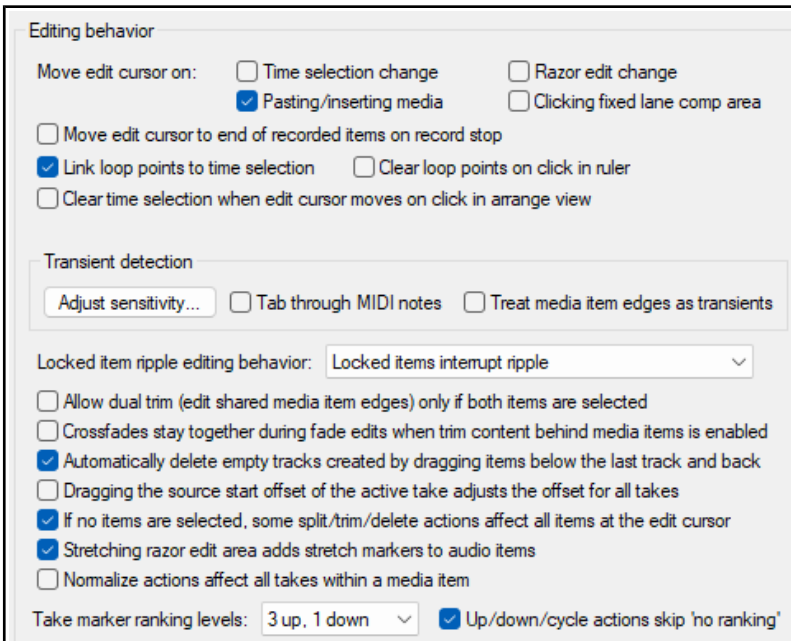 Editing behavior
Move edit cursor on: Time selection change Razor edit change
Pasting/inserting media Clicking fixed lane comp area
Move edit cursor to end of recorded items on record stop
Link loop points to time selection Clear loop points on click in ruler
Clear time selection when edit cursor moves on click in arrange view
Transient detection
Adjust sensitivity... Tab through MIDI notes Treat media item edges as transients
Locked item ripple editing behavior: Locked items interrupt ripple
Allow dual trim (edit shared media item edges) only if both items are selected
Crossfades stay together during fade edits when trim content behind media items is enabled
Automatically delete empty tracks created by dragging items below the last track and back
Dragging the source start offset of the active take adjusts the offset for all takes
If no items are selected, some split/trim/delete actions affect all items at the edit cursor
Stretching razor edit area adds stretch markers to audio items
Normalize actions affect all takes within a media item
Take marker ranking levels: 3 up, 1 down Up/down/cycle actions skip 'no ranking'